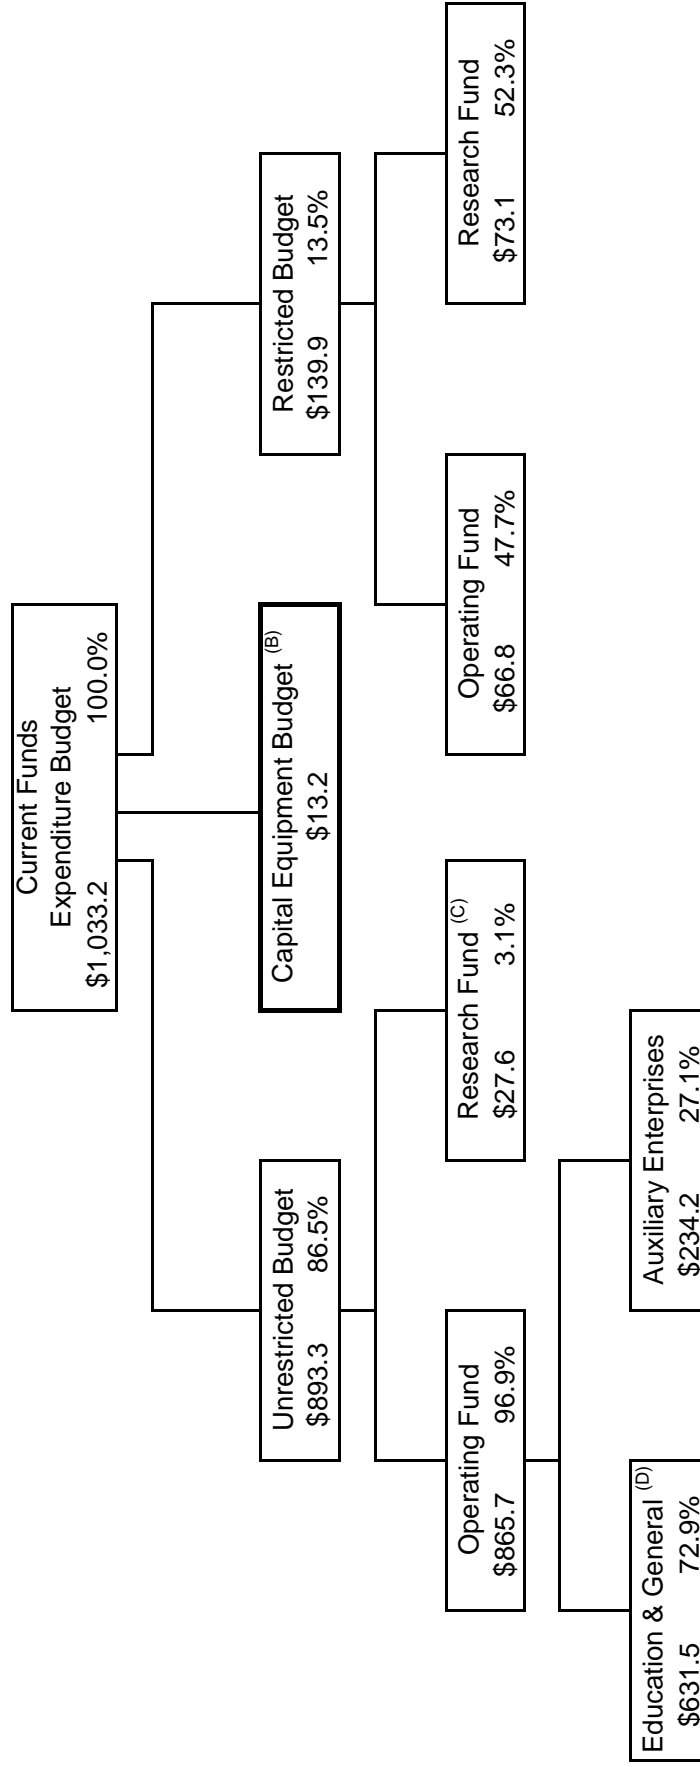 Current Funds
Expenditure Budget
$1,033.2 100.0%
Unrestricted Budget
$893.3 86.5%
Capital Equipment Budget (B)
$13.2
Restricted Budget
$139.9 13.5%
Operating Fund
$865.7 96.9%
Research Fund (C)
$27.6 3.1%
Operating Fund
$66.8 47.7%
Research Fund
$73.1 52.3%
Education & General (D)
$631.5 72.9%
Auxiliary Enterprises
$234.2 27.1%